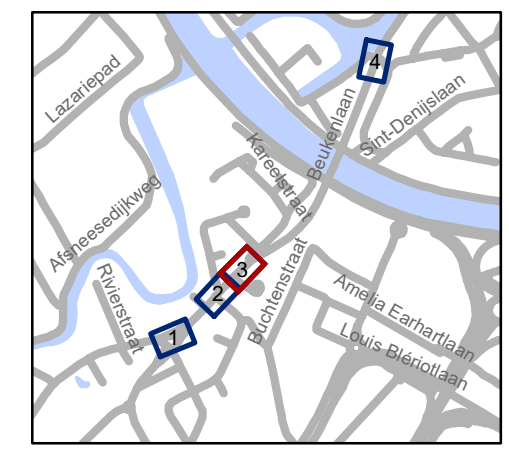 Lazariepad
4
Sint-Denijslaan
Beukenlaan
Kareelstraat
Afsneesedijkweg
Rivierstraat
3
2
Buchtenstraat
Amelia Earhartlaan
1
Louis Blériotlaan